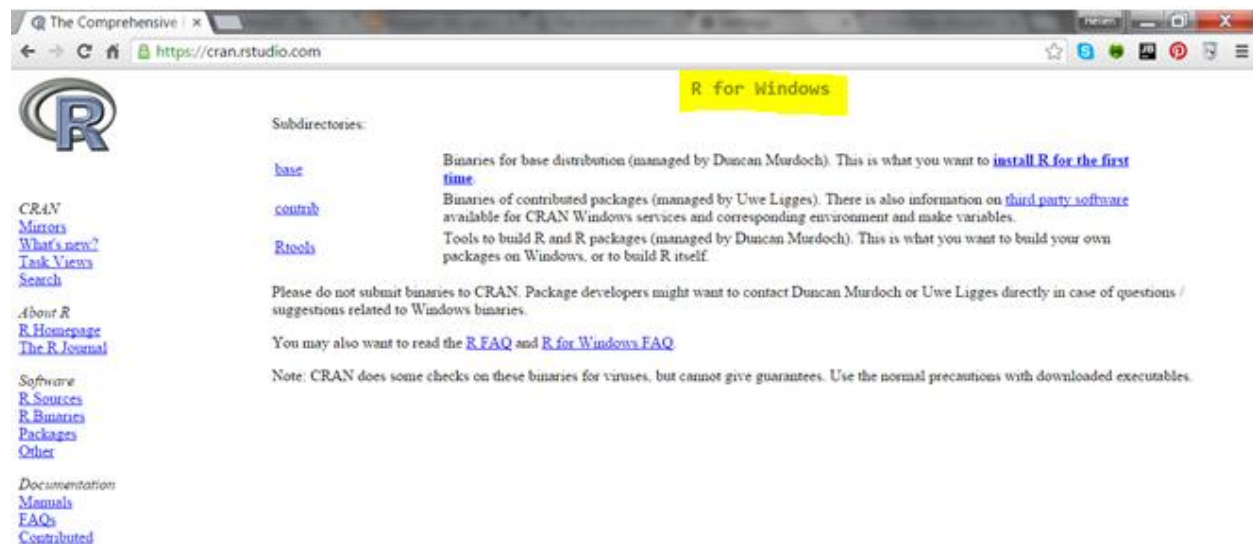 The Comprehensive
Helen
https://cran.rstudio.com
R
R for Windows
Subdirectories:
base
Binaries for base distribution (managed by Duncan Murdoch). This is what you want to install R for the first
time.
contrib
Binaries of contributed packages (managed by Uwe Ligges). There is also information on third party software
available for CRAN Windows services and corresponding environment and make variables.
Rtools
Tools to build R and R packages (managed by Duncan Murdoch). This is what you want to build your own
packages on Windows, or to build R itself.
Please do not submit binaries to CRAN. Package developers might want to contact Duncan Murdoch or Uwe Ligges directly in case of questions /
suggestions related to Windows binaries.
You may also want to read the R FAQ and R for Windows FAQ.
Note: CRAN does some checks on these binaries for viruses, but cannot give guarantees. Use the normal precautions with downloaded executables.
CRAN
Mirrors
What's new?
Task Views
Search
About R
R Homepage
The R Journal
Software
R Sources
R Binaries
Packages
Other
Documentation
Manuals
FAQs
Contributed